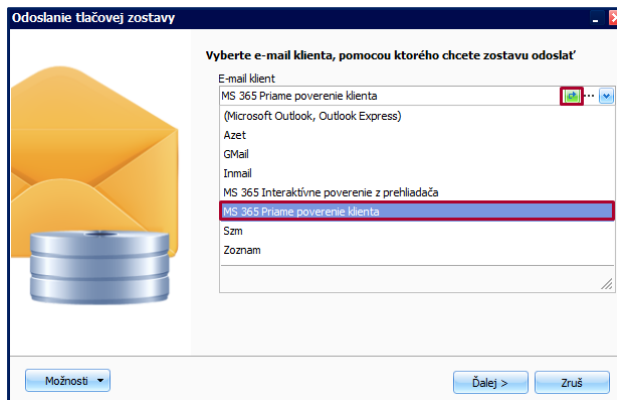 Odoslanie tlačovej zostavy
Vyberte e-mail klienta, pomocou ktorého chcete zostavu odoslať
E-mail klient
MS 365 Priame poverenie klienta
(Microsoft Outlook, Outlook Express)
Azet
GMail
Inmail
MS 365 Interaktívne poverenie z prehliadača
MS 365 Priame poverenie klienta
Szm
Zoznam
Možnosti
Ďalej >
Zruš